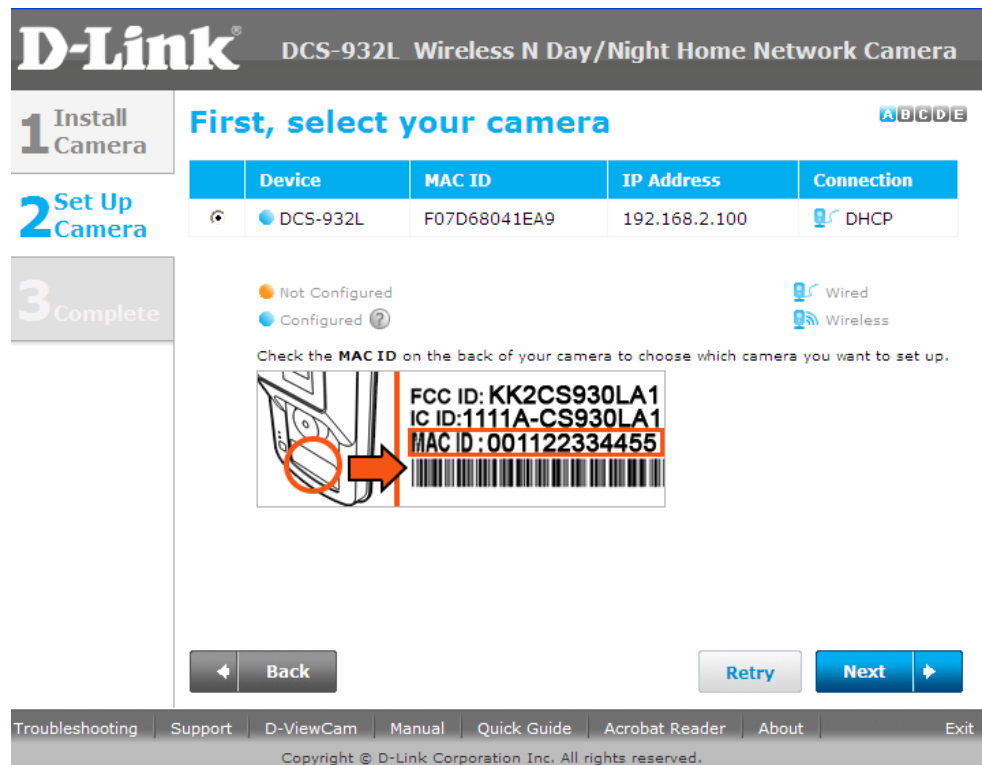 D-Link® DCS-932L Wireless N Day/Night Home Network Camera
1 Install Camera
2 Set Up Camera
3 Complete
First, select your camera
A B C D E
Device MAC ID IP Address Connection
DCS-932L F07D68041EA9 192.168.2.100 DHCP
Not Configured
Configured ?
Wired
Wireless
Check the MAC ID on the back of your camera to choose which camera you want to set up.
FCC ID: KK2CS930LA1
IC ID:1111A-CS930LA1
MAC ID : 001122334455
Back
Retry
Next
Troubleshooting Support D-ViewCam Manual Quick Guide Acrobat Reader About Exit
Copyright © D-Link Corporation Inc. All rights reserved.